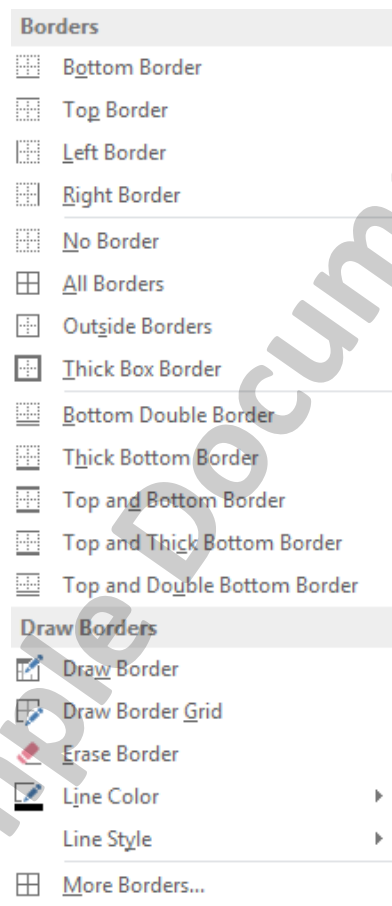 Borders
Bottom Border
Top Border
Left Border
Right Border
No Border
All Borders
Outside Borders
Thick Box Border
Bottom Double Border
Thick Bottom Border
Top and Bottom Border
Top and Thick Bottom Border
Top and Double Bottom Border
Draw Borders
Draw Border
Draw Border Grid
Erase Border
Line Color
Line Style
More Borders...